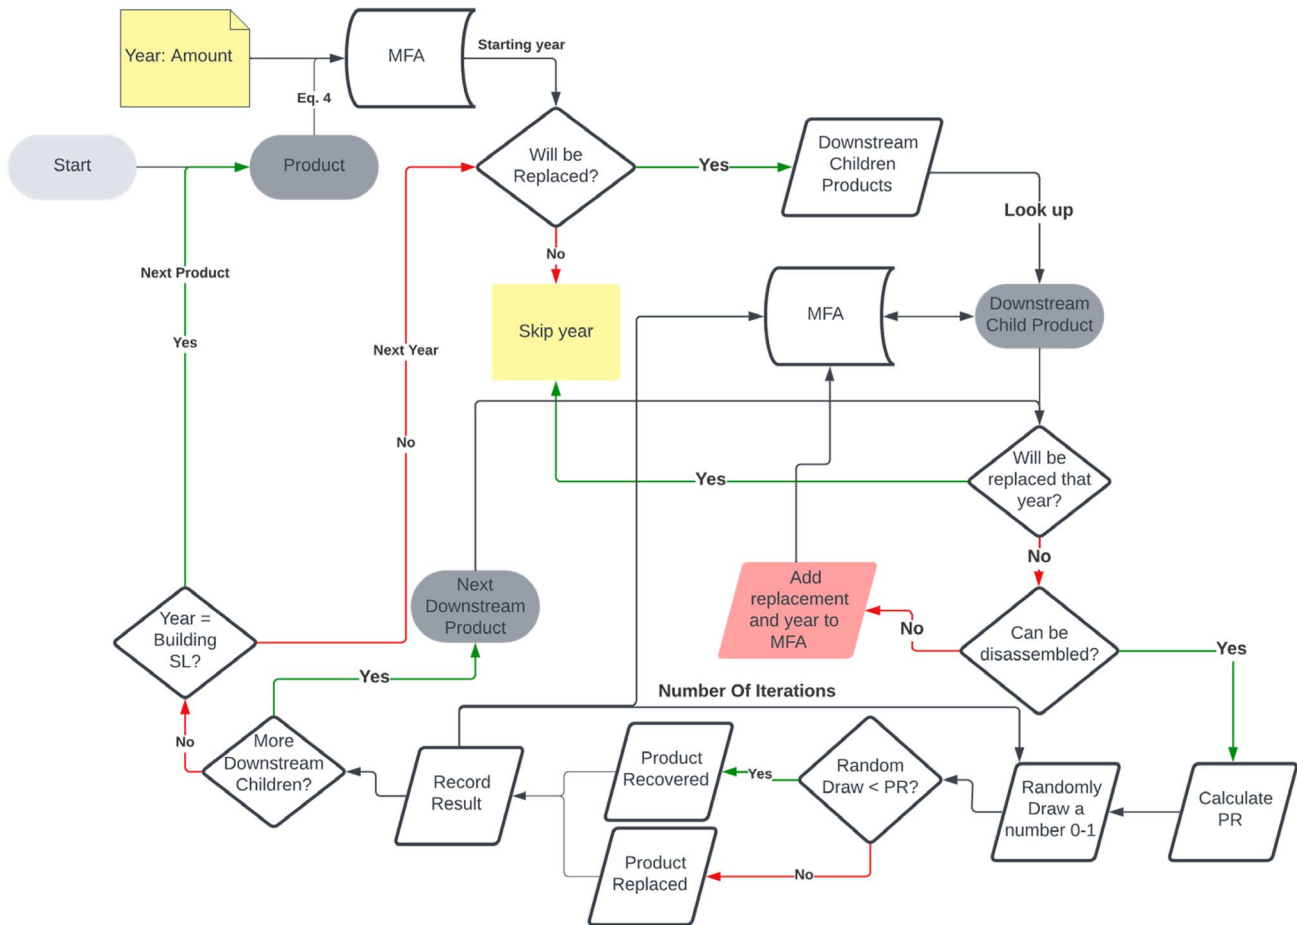 Year: Amount
MFA
Starting year
Eq. 4
Start
Product
Will be
Replaced?
Yes
Downstream
Children
Products
Look up
No
Next Product
Skip year
MFA
Downstream
Child Product
Yes
Next Year
No
Will be
replaced that
year?
Yes
No
Next
Downstream
Product
Add
replacement
and year to
MFA
No
Can be
disassembled?
Yes
Year =
Building
SL?
Yes
Number Of Iterations
No
More
Downstream
Children?
Record
Result
Product
Recovered
Yes
Random
Draw < PR?
Randomly
Draw a
number 0-1
Calculate
PR
Product
Replaced
No